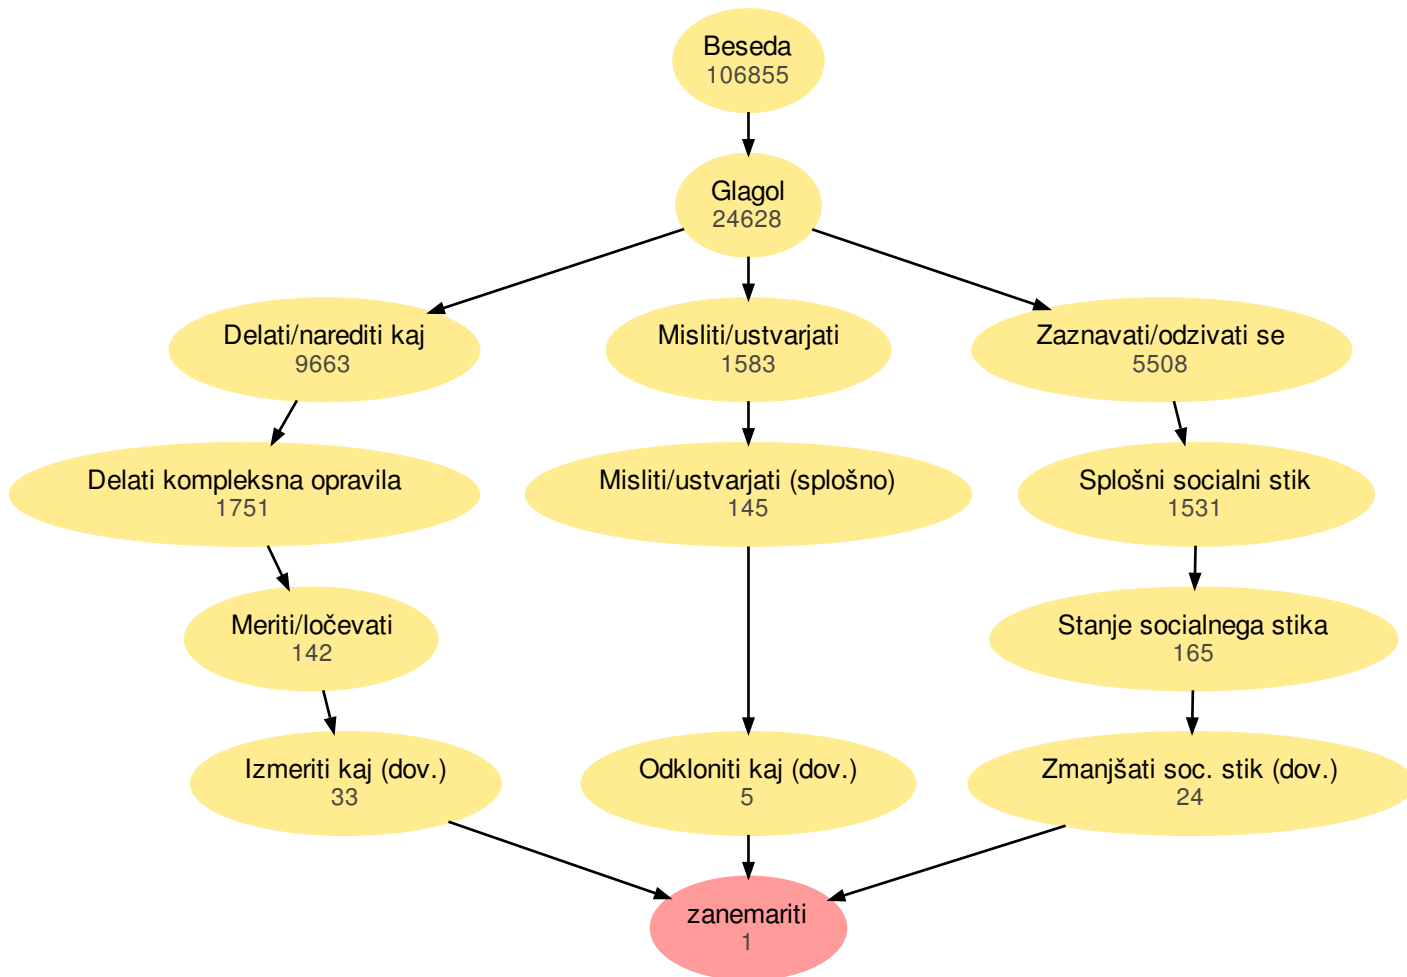 Beseda
106855
Glagol
24628
Delati/narediti kaj
9663
Misliti/ustvarjati
1583
Zaznavati/odzivati se
5508
Delati kompleksna opravila
1751
Misliti/ustvarjati (splošno)
145
Splošni socialni stik
1531
Meriti/ločevati
142
Stanje socialnega stika
165
Izmeriti kaj (dov.)
33
Odkloniti kaj (dov.)
5
Zmanjšati soc. stik (dov.)
24
zanemariti
1